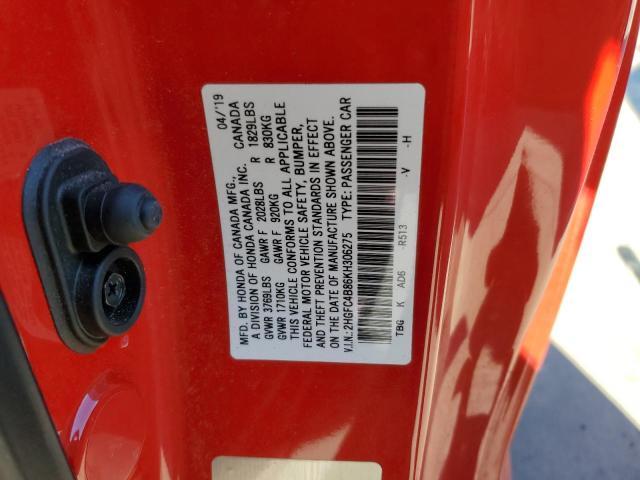 MFD. BY HONDA OF CANADA MFG., 04/'19
A DIVISION OF HONDA CANADA INC. CANADA
GVWR 3769LBS GAWR F 2028LBS R 1829LBS
GVWR 1710KG GAWR F 920KG R 830KG
THIS VEHICLE CONFORMS TO ALL APPLICABLE
FEDERAL MOTOR VEHICLE SAFETY, BUMPER,
AND THEFT PREVENTION STANDARDS IN EFFECT
ON THE DATE OF MANUFACTURE SHOWN ABOVE.
V.I.N.: 2HGFC4B86KH306275 TYPE: PASSENGER CAR
TBG K AD6 -R513 -V -H